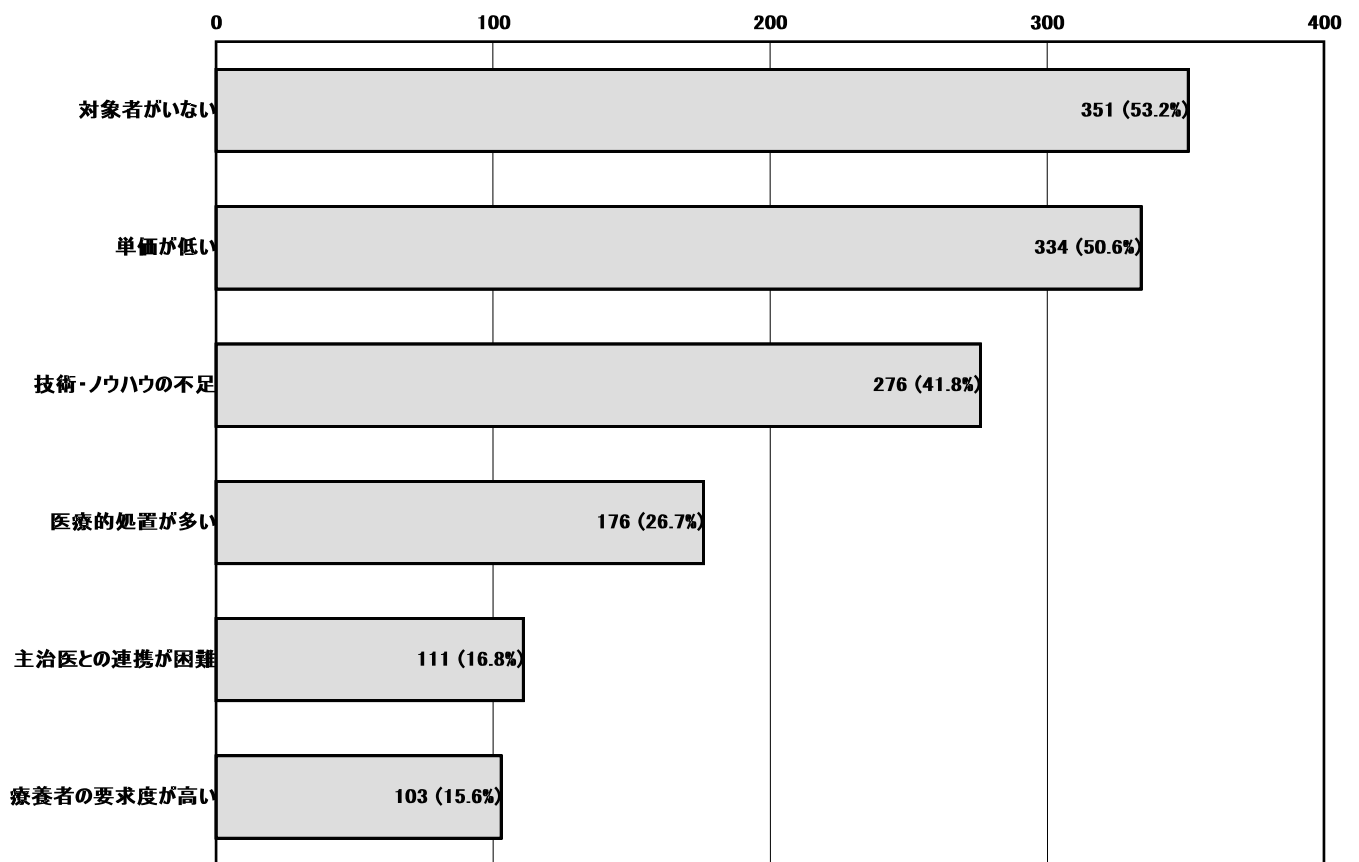 0 100 200 300 400
対象者がいない 351 (53.2%)
単価が低い 334 (50.6%)
技術・ノウハウの不足 276 (41.8%)
医療的処置が多い 176 (26.7%)
主治医との連携が困難 111 (16.8%)
療養者の要求度が高い 103 (15.6%)